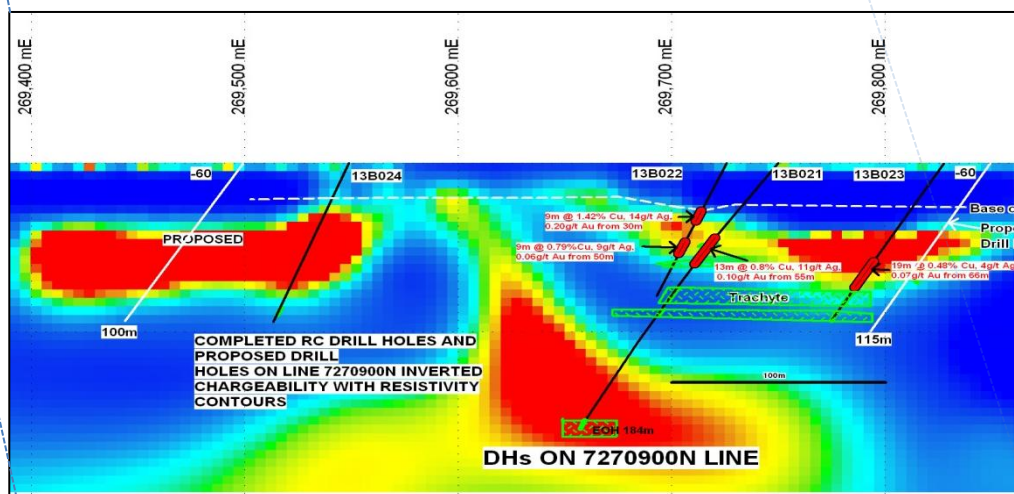 269,400 mE
269,500 mE
269,600 mE
269,700 mE
269,800 mE
-60
13B024
13B022
13B021
13B023
-60
Base o
9m @ 1.42% Cu, 14g/t Ag,
0.20g/t Au from 30m
PROPOSED
Propo
Drill
9m @ 0.79%Cu, 9g/t Ag,
0.06g/t Au from 50m
13m @ 0.8% Cu, 11g/t Ag,
0.10g/t Au from 55m
19m @ 0.48% Cu, 4g/t Ag,
0.07g/t Au from 66m
Trachyte
100m
115m
COMPLETED RC DRILL HOLES AND
PROPOSED DRILL
HOLES ON LINE 7270900N INVERTED
CHARGEABILITY WITH RESISTIVITY
CONTOURS
100m
EOH 184m
DHs ON 7270900N LINE